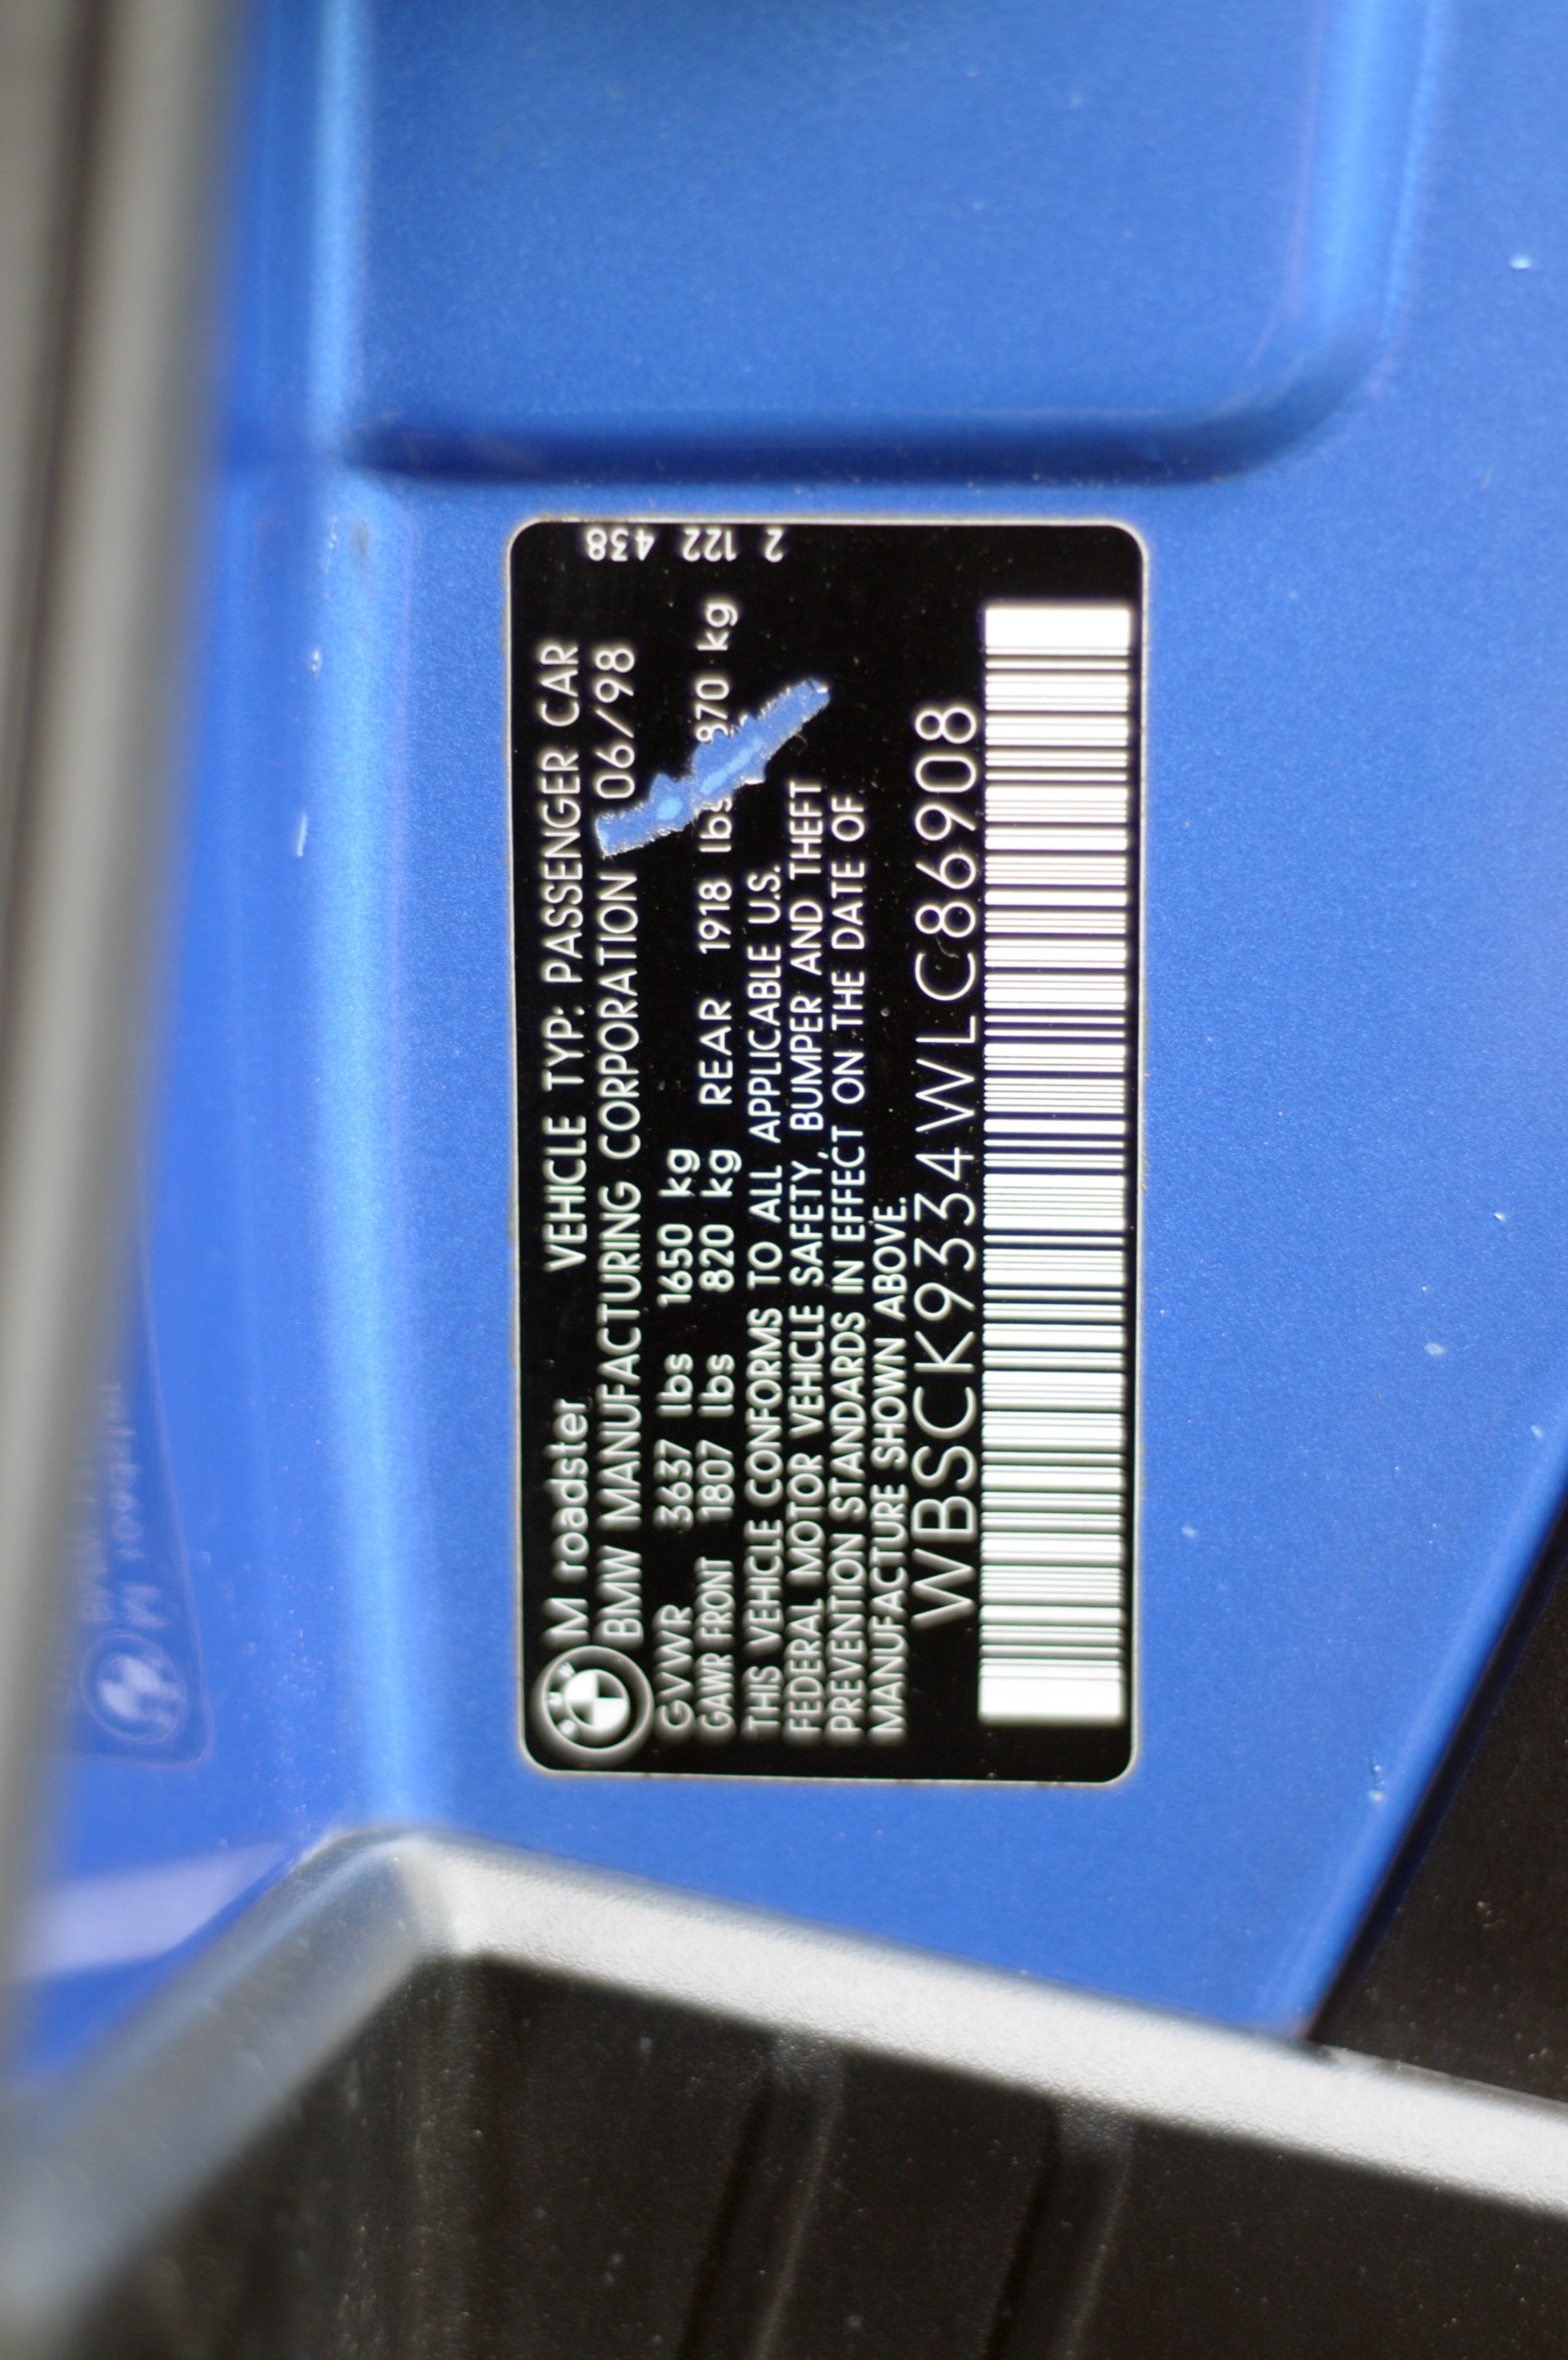 M roadster VEHICLE TYP: PASSENGER CAR
BMW MANUFACTURING CORPORATION 06/98
GVWR 3637 lbs 1650 kg
GAWR FRONT 1807 lbs 820 kg REAR 1918 lbs 870 kg
THIS VEHICLE CONFORMS TO ALL APPLICABLE U.S.
FEDERAL MOTOR VEHICLE SAFETY, BUMPER AND THEFT
PREVENTION STANDARDS IN EFFECT ON THE DATE OF
MANUFACTURE SHOWN ABOVE.
WBSCK9334WLC86908
2 122 438